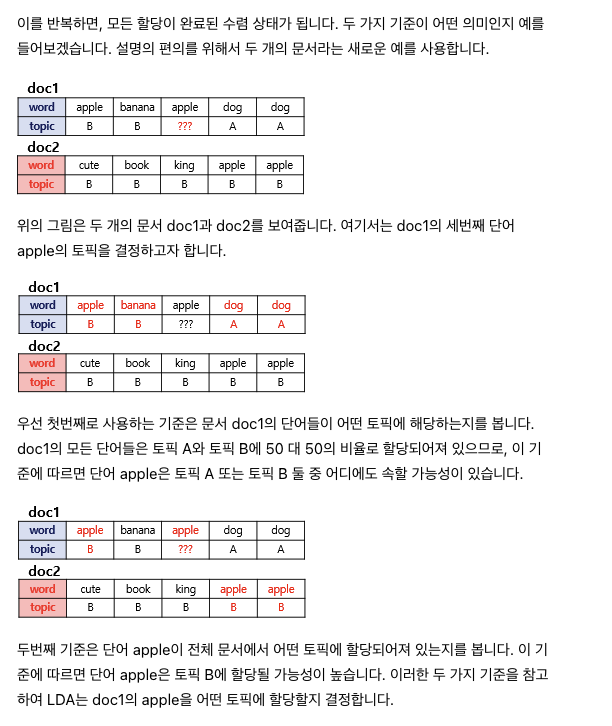 이를 반복하면, 모든 할당이 완료된 수렴 상태가 됩니다. 두 가지 기준이 어떤 의미인지 예를
들어보겠습니다. 설명의 편의를 위해서 두 개의 문서라는 새로운 예를 사용합니다.
doc1
word apple banana apple dog dog
topic B B ??? A A
doc2
word cute book king apple apple
topic B B B B B
위의 그림은 두 개의 문서 doc1과 doc2를 보여줍니다. 여기서는 doc1의 세번째 단어
apple의 토픽을 결정하고자 합니다.
doc1
word apple banana apple dog dog
topic B B ??? A A
doc2
word cute book king apple apple
topic B B B B B
우선 첫번째로 사용하는 기준은 문서 doc1의 단어들이 어떤 토픽에 해당하는지를 봅니다.
doc1의 모든 단어들은 토픽 A와 토픽 B에 50 대 50의 비율로 할당되어져 있으므로, 이 기
준에 따르면 단어 apple은 토픽 A 또는 토픽 B 둘 중 어디에도 속할 가능성이 있습니다.
doc1
word apple banana apple dog dog
topic B B ??? A A
doc2
word cute book king apple apple
topic B B B B B
두번째 기준은 단어 apple이 전체 문서에서 어떤 토픽에 할당되어져 있는지를 봅니다. 이 기
준에 따르면 단어 apple은 토픽 B에 할당될 가능성이 높습니다. 이러한 두 가지 기준을 참고
하여 LDA는 doc1의 apple을 어떤 토픽에 할당할지 결정합니다.